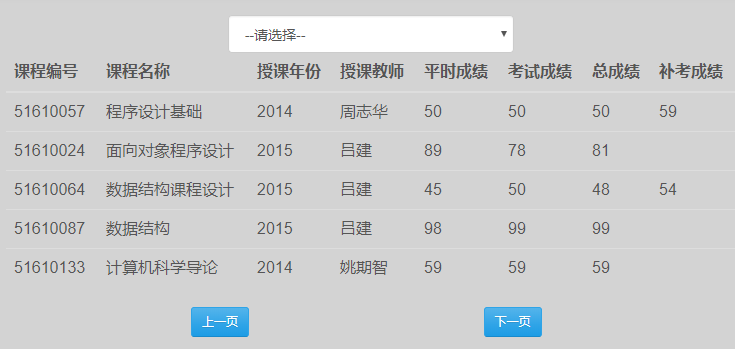 --请选择--
课程编号 课程名称 授课年份 授课教师 平时成绩 考试成绩 总成绩 补考成绩
51610057 程序设计基础 2014 周志华 50 50 50 59
51610024 面向对象程序设计 2015 吕建 89 78 81
51610064 数据结构课程设计 2015 吕建 45 50 48 54
51610087 数据结构 2015 吕建 98 99 99
51610133 计算机科学导论 2014 姚期智 59 59 59
上一页 下一页